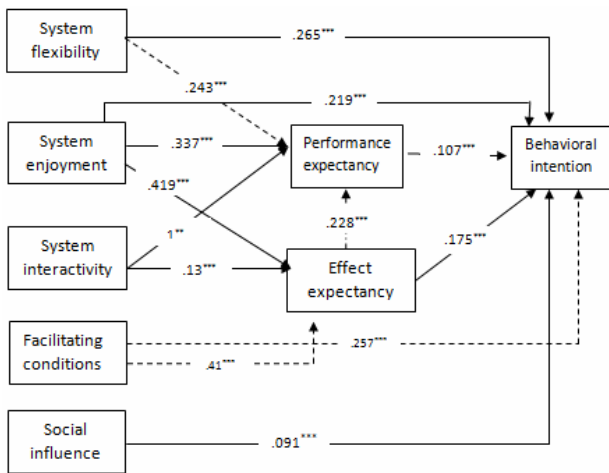 System
flexibility
.265***
.243***
.219***
System
enjoyment
.337***
Performance
expectancy
.107***
Behavioral
intention
.419***
.228***
System
interactivity
1**
.13***
.175***
Effect
expectancy
Facilitating
conditions
.257***
.41***
Social
influence
.091***